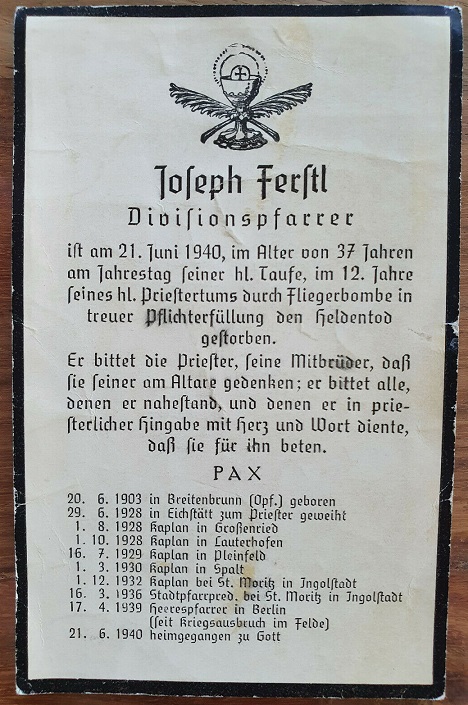 Joseph Ferstl
Divisionspfarrer
ist am 21. Juni 1940, im Alter von 37 Jahren
am Jahrestag seiner hl. Taufe, im 12. Jahre
seines hl. Priestertums durch Fliegerbombe in
treuer Pflichterfüllung den Heldentod
gestorben.
Er bittet die Priester, seine Mitbrüder, daß
sie seiner am Altare gedenken; er bittet alle,
denen er nahestand, und denen er in prie-
sterlicher Hingabe mit Herz und Wort diente,
daß sie für ihn beten.
PAX
20. 6. 1903 in Breitenbrunn (Opf.) geboren
29. 6. 1928 in Eichstätt zum Priester geweiht
1. 8. 1928 Kaplan in Großenried
1. 10. 1928 Kaplan in Lauterhofen
16. 7. 1929 Kaplan in Pleinfeld
1. 3. 1930 Kaplan in Spalt
1. 12. 1932 Kaplan bei St. Moritz in Ingolstadt
16. 3. 1936 Stadtpfarrpred. bei St. Moritz in Ingolstadt
17. 4. 1939 Heerespfarrer in Berlin
(seit Kriegsausbruch im Felde)
21. 6. 1940 heimgegangen zu Gott